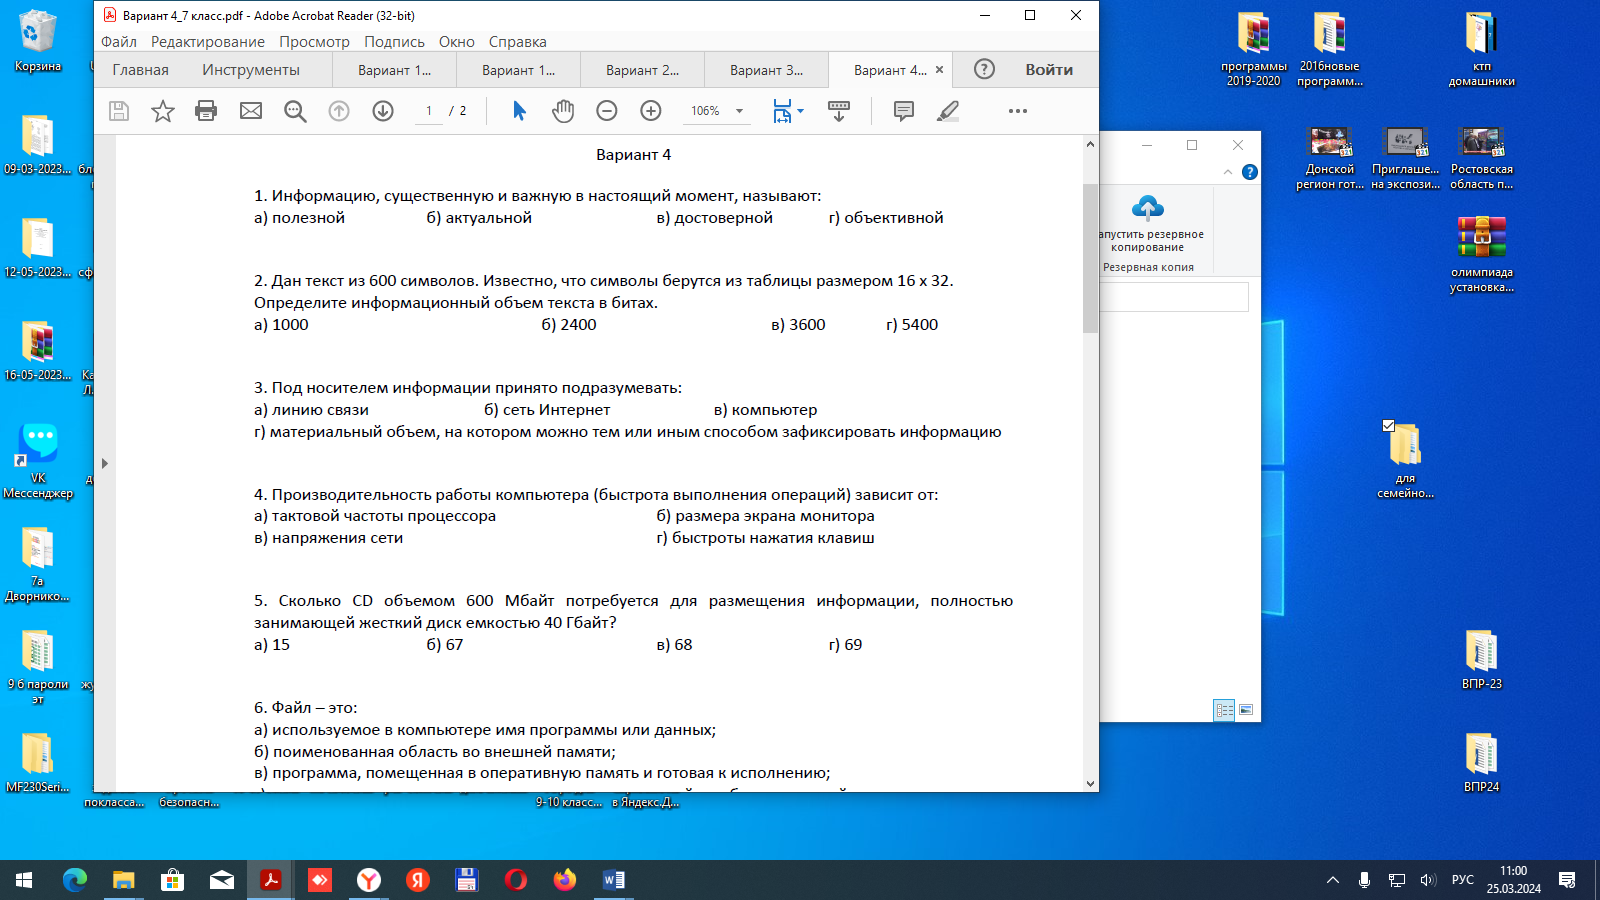 Вариант 4_7 класс.pdf - Adobe Acrobat Reader (32-bit)
Файл Редактирование Просмотр Подпись Окно Справка
Главная Инструменты Вариант 1... Вариант 1... Вариант 2... Вариант 3... Вариант 4... Войти
1 / 2 106%
Вариант 4
1. Информацию, существенную и важную в настоящий момент, называют:
а) полезной б) актуальной в) достоверной г) объективной
2. Дан текст из 600 символов. Известно, что символы берутся из таблицы размером 16 х 32.
Определите информационный объем текста в битах.
а) 1000 б) 2400 в) 3600 г) 5400
3. Под носителем информации принято подразумевать:
а) линию связи б) сеть Интернет в) компьютер
г) материальный объем, на котором можно тем или иным способом зафиксировать информацию
4. Производительность работы компьютера (быстрота выполнения операций) зависит от:
а) тактовой частоты процессора б) размера экрана монитора
в) напряжения сети г) быстроты нажатия клавиш
5. Сколько CD объемом 600 Мбайт потребуется для размещения информации, полностью
занимающей жесткий диск емкостью 40 Гбайт?
а) 15 б) 67 в) 68 г) 69
6. Файл – это:
а) используемое в компьютере имя программы или данных;
б) поименованная область во внешней памяти;
в) программа, помещенная в оперативную память и готовая к исполнению;
Корзина
09-03-2023...
12-05-2023...
16-05-2023...
VK
Мессенджер
7а
Дворнико...
9 б пароли
эт
MF230Seri...
покласса...
безопасн...
9-10 класс...
в Яндекс.Д...
апустить резервное
копирование
Резервная копия
программы
2019-2020
2016новые
программ...
ктп
домашники
Донской
регион гот...
Приглаше...
на экспози...
Ростовская
область п...
олимпиада
установка...
для
семейно...
ВПР-23
ВПР24
РУС
11:00
25.03.2024